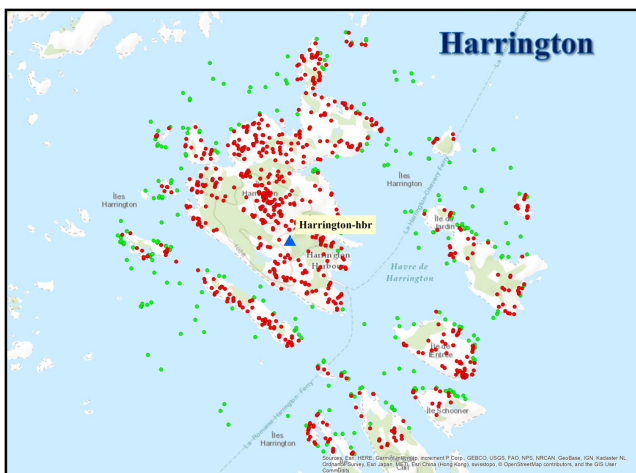 Harrington
Îles
Harrington
Îles
Harrington
Harrington-hbr
Île du
Jardin
Harrington
Harbour
Havre de
Harrington
Île de
Entrée
Île Schooner
Îles
Harrington
Sources: Esri, HERE, Garmin, Intermap, increment P Corp., GEBCO, USGS, FAO, NPS, NRCAN, GeoBase, IGN, Kadaster NL,
Ordnance Survey, Esri Japan, METI, Esri China (Hong Kong), swisstopo, © OpenStreetMap contributors, and the GIS User
Community